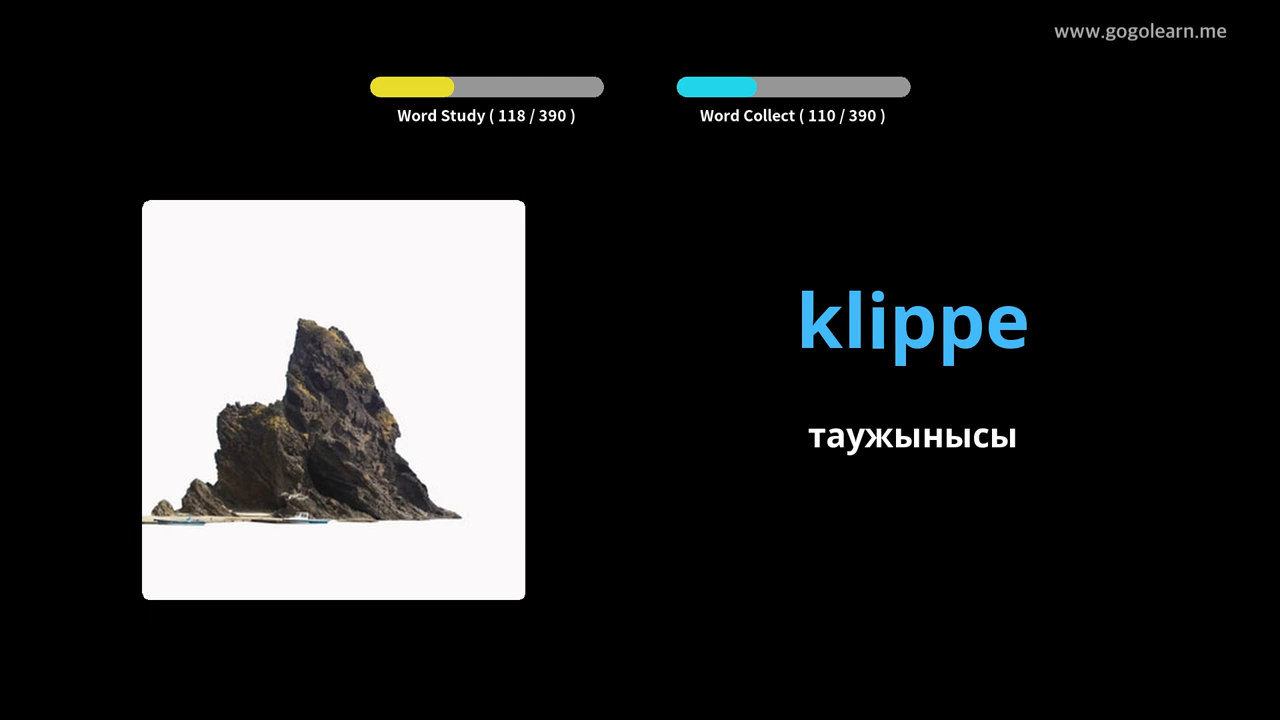 www.gogolearn.me
Word Study ( 118 / 390 )
Word Collect ( 110 / 390 )
klippe
таужынысы